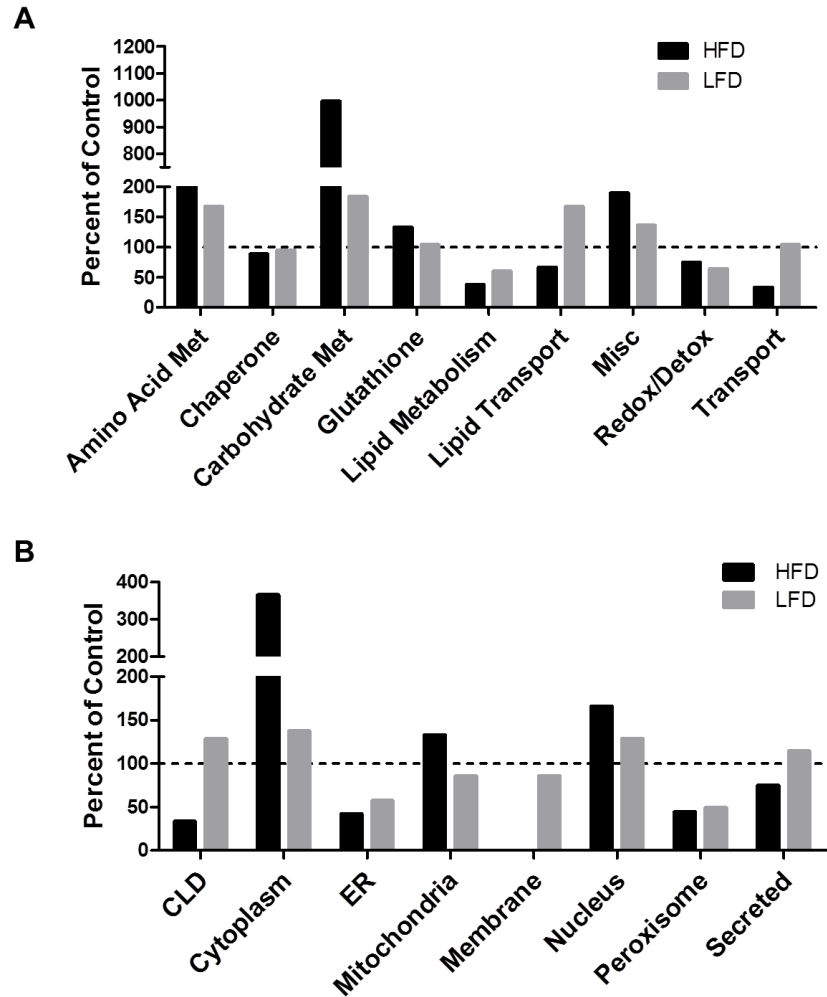 A
HFD
LFD
Percent of Control
1200
1100
1000
900
800
200
150
100
50
0
Amino Acid Met
Chaperone
Carbohydrate Met
Glutathione
Lipid Metabolism
Lipid Transport
Misc
Redox/Detox
Transport
B
HFD
LFD
Percent of Control
400
300
200
200
150
100
50
0
CLD
Cytoplasm
ER
Mitochondria
Membrane
Nucleus
Peroxisome
Secreted